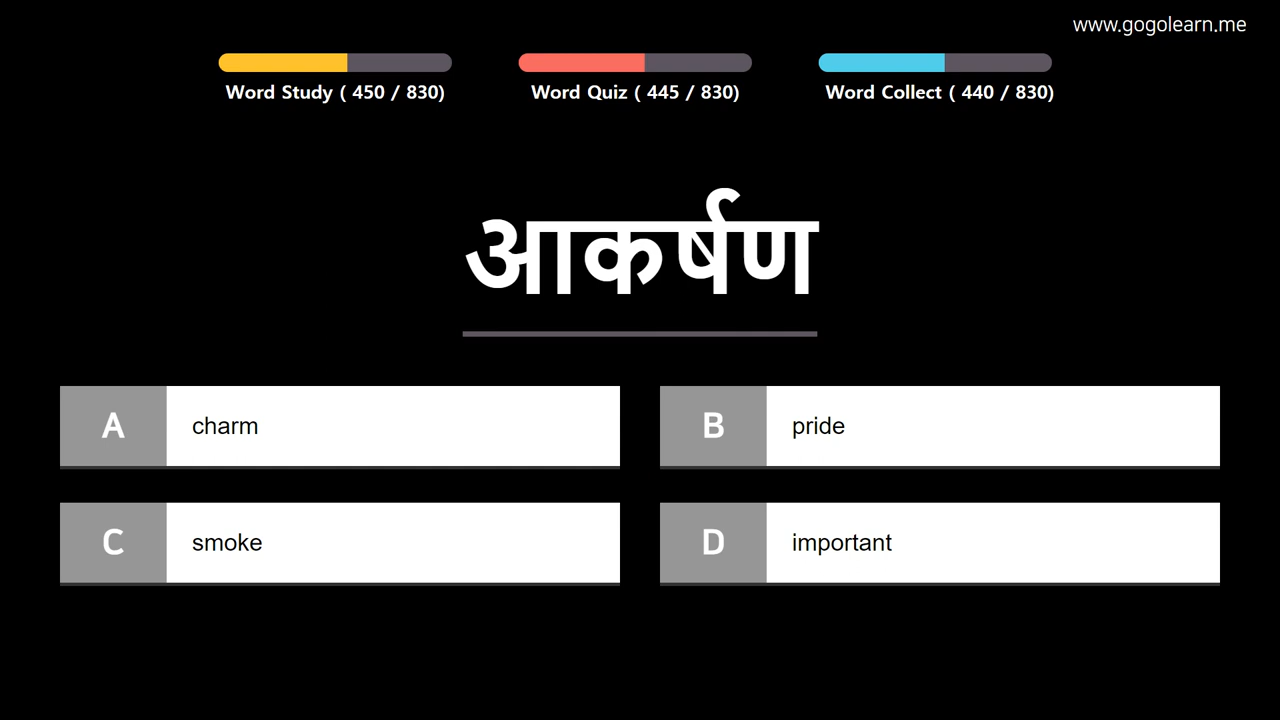 www.gogolearn.me
Word Study ( 450 / 830)
Word Quiz ( 445 / 830)
Word Collect ( 440 / 830)
आकर्षण
A charm
B pride
C smoke
D important